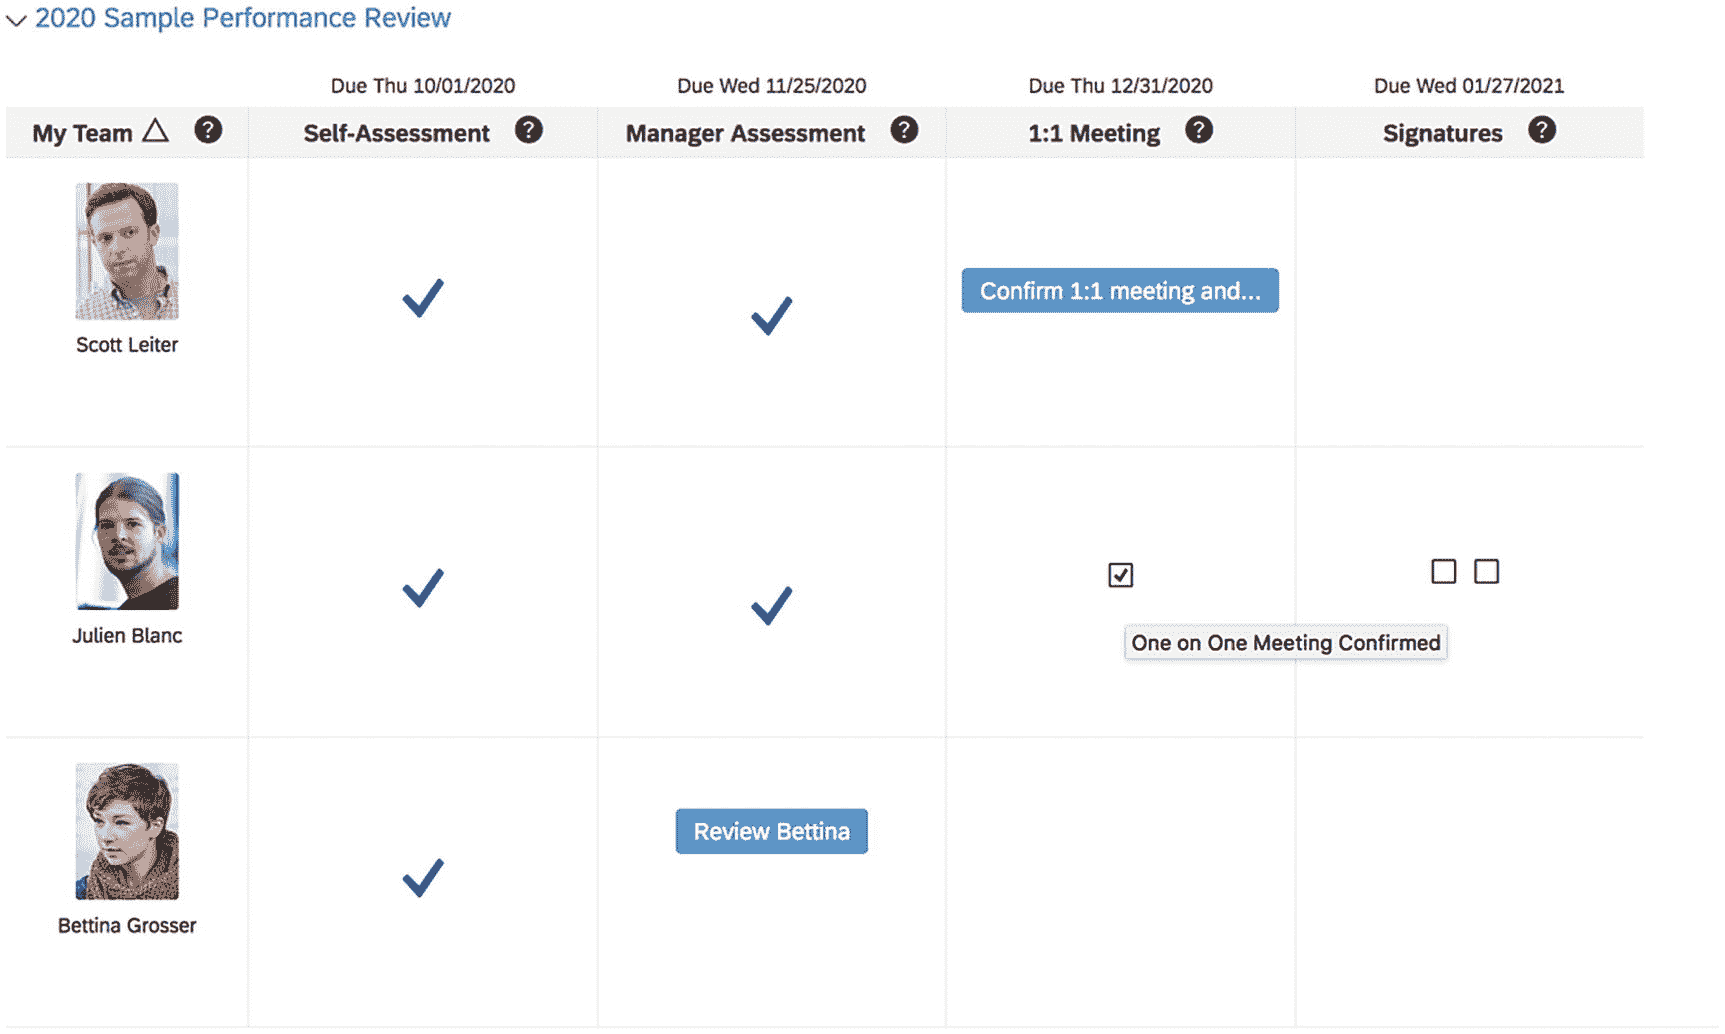 2020 Sample Performance Review
Due Thu 10/01/2020
Due Wed 11/25/2020
Due Thu 12/31/2020
Due Wed 01/27/2021
My Team ?
Self-Assessment ?
Manager Assessment ?
1:1 Meeting ?
Signatures ?
Confirm 1:1 meeting and...
Scott Leiter
One on One Meeting Confirmed
Julien Blanc
Review Bettina
Bettina Grosser